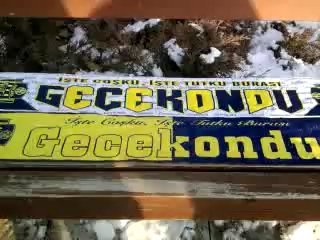 İŞTE COŞKU, İŞTE TUTKU BURASI
GECEKONDU
İşte Coşku, İşte Tutku Burası
Gecekondu